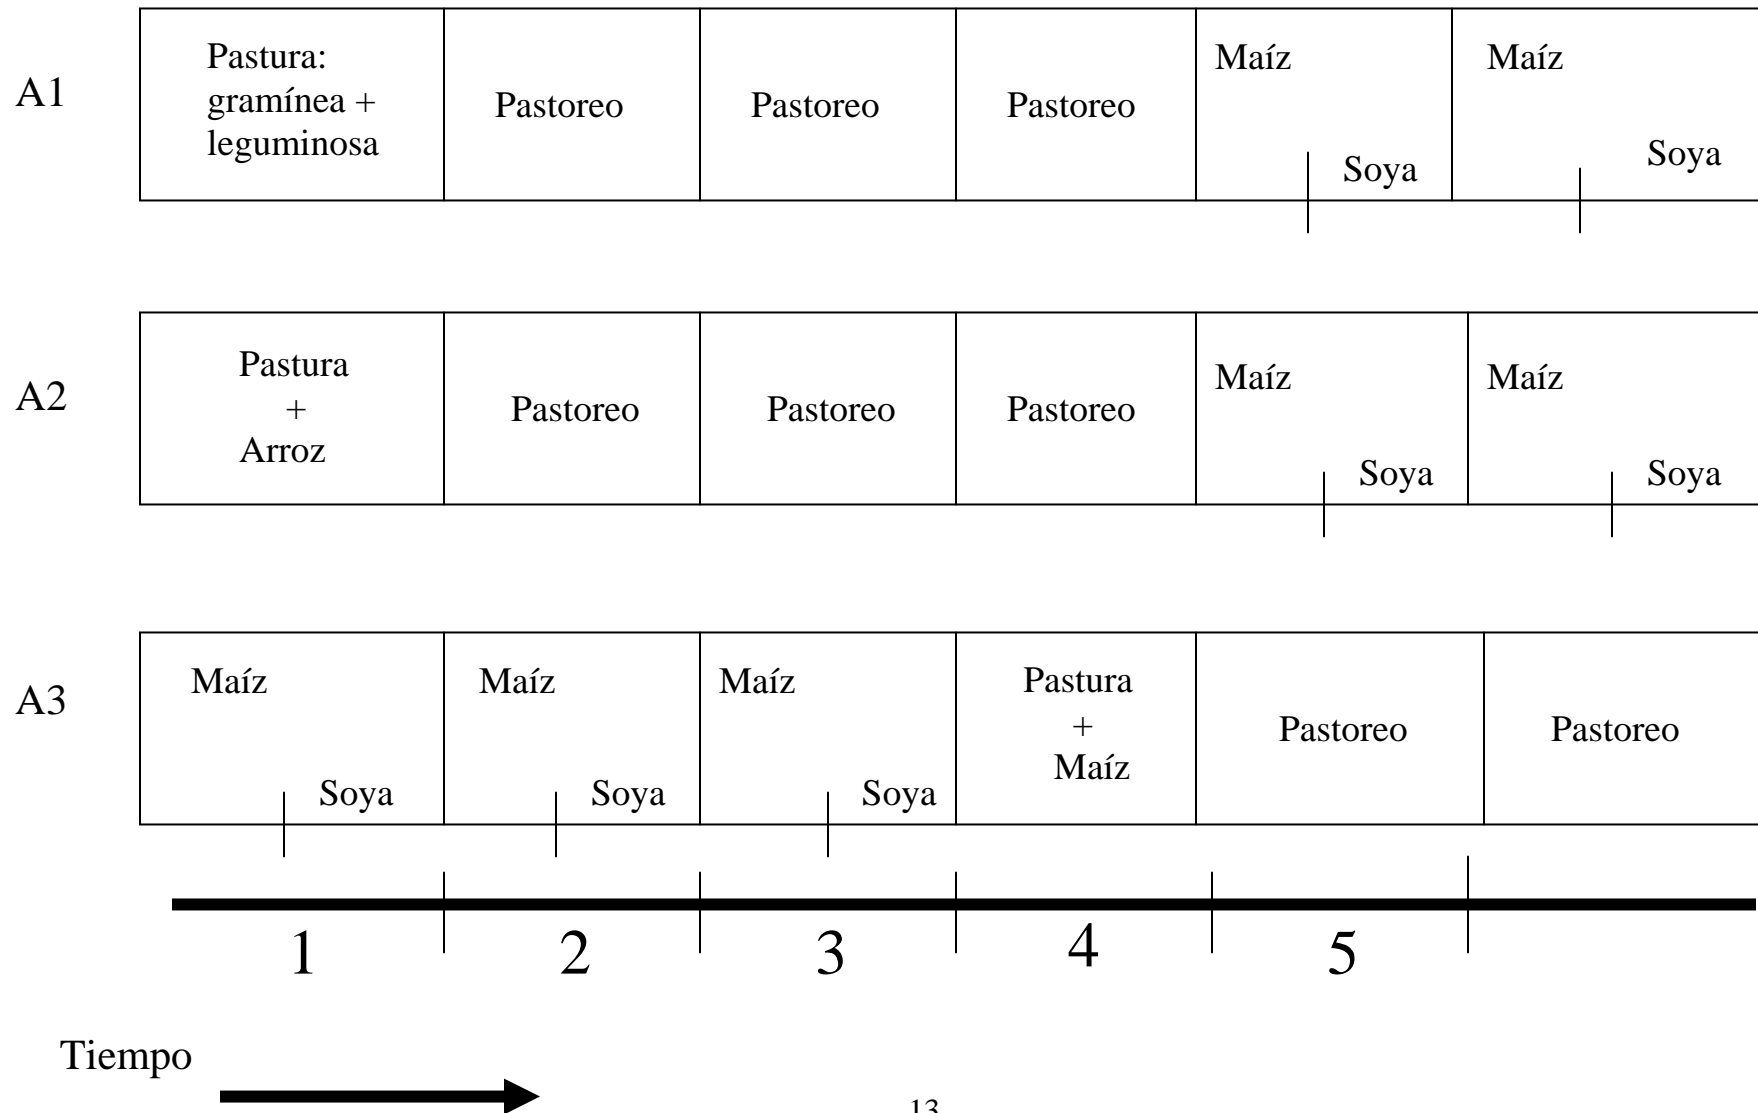 A1
Pastura:
gramínea +
leguminosa
Pastoreo
Pastoreo
Pastoreo
Maíz
Soya
Maíz
Soya
A2
Pastura
+
Arroz
Pastoreo
Pastoreo
Pastoreo
Maíz
Soya
Maíz
Soya
A3
Maíz
Soya
Maíz
Soya
Maíz
Soya
Pastura
+
Maíz
Pastoreo
Pastoreo
1 2 3 4 5
Tiempo
13